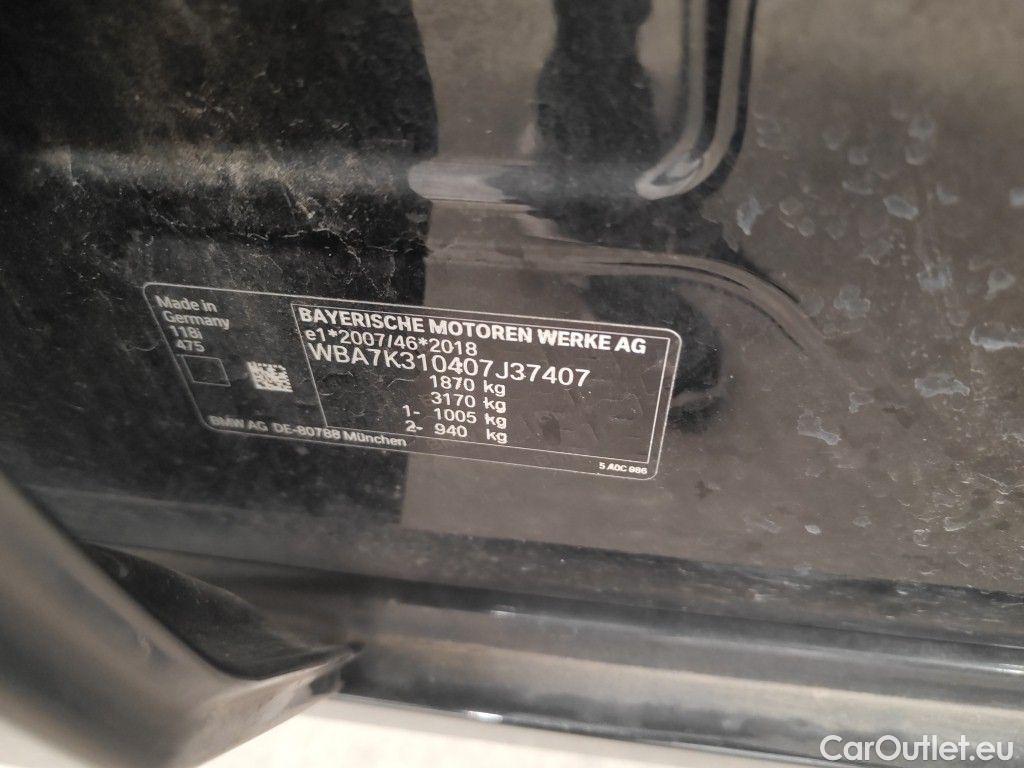 Made in
Germany
118i
475
BAYERISCHE MOTOREN WERKE AG
e1*2007/46*2018
WBA7K310407J37407
1870 kg
3170 kg
1- 1005 kg
2- 940 kg
BMW AG DE-80788 München
5 A0C 986
CarOutlet.eu